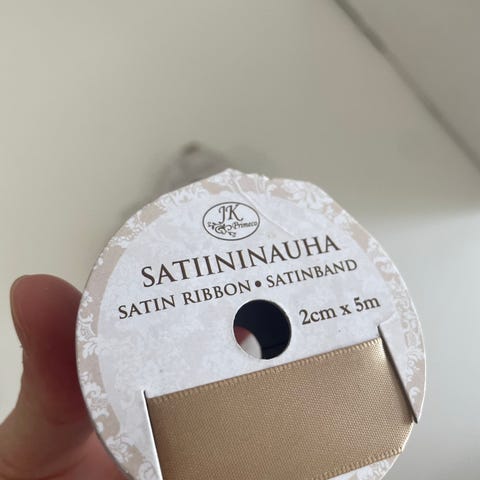 JK
Primeco
SATIININAUHA
SATIN RIBBON • SATINBAND
2cm x 5m